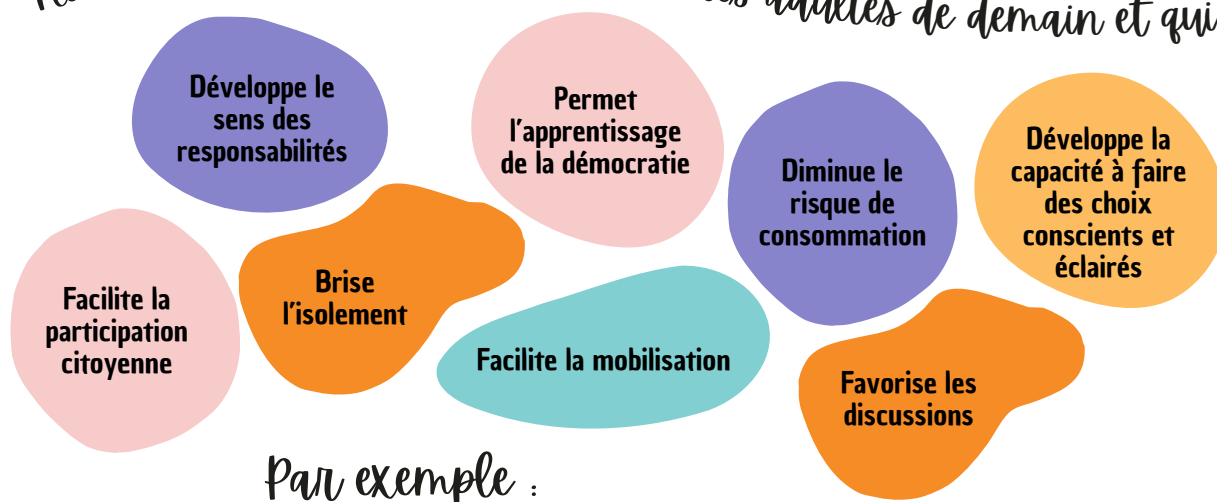 adultes de demain et qui
Développe le
sens des
responsabilités
Permet
l'apprentissage
de la démocratie
Diminue le
risque de
consommation
Développe la
capacité à faire
des choix
conscients et
éclairés
Facilite la
participation
citoyenne
Brise
l'isolement
Facilite la mobilisation
Favorise les
discussions
Par exemple :